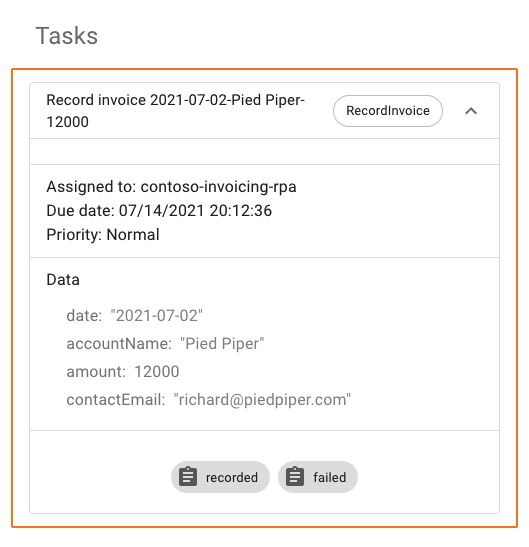 Tasks
Record invoice 2021-07-02-Pied Piper-
12000
RecordInvoice
Assigned to: contoso-invoicing-rpa
Due date: 07/14/2021 20:12:36
Priority: Normal
Data
date: "2021-07-02"
accountName: "Pied Piper"
amount: 12000
contactEmail: "richard@piedpiper.com"
recorded
failed